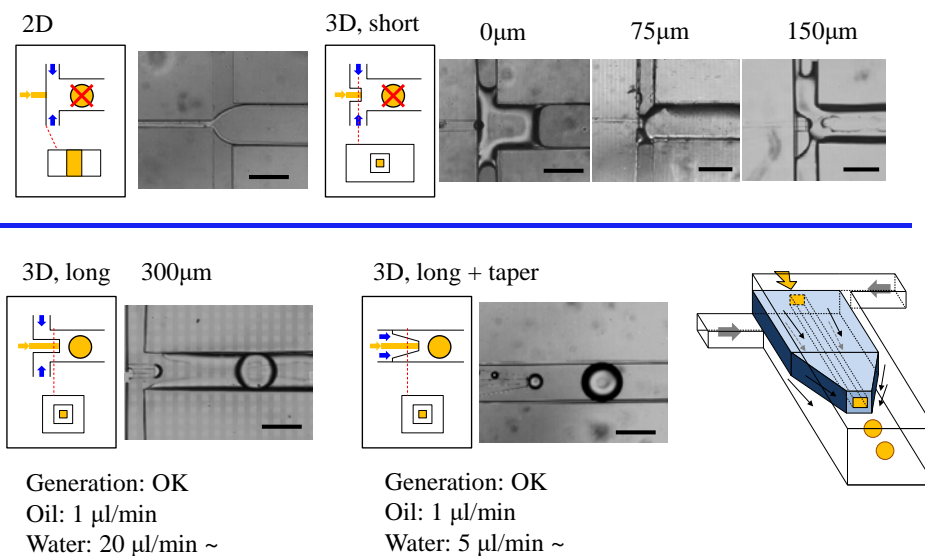 2D
3D, short
0μm
75μm
150μm
3D, long
300μm
3D, long + taper
Generation: OK
Oil: 1 μl/min
Water: 20 μl/min ~
Generation: OK
Oil: 1 μl/min
Water: 5 μl/min ~